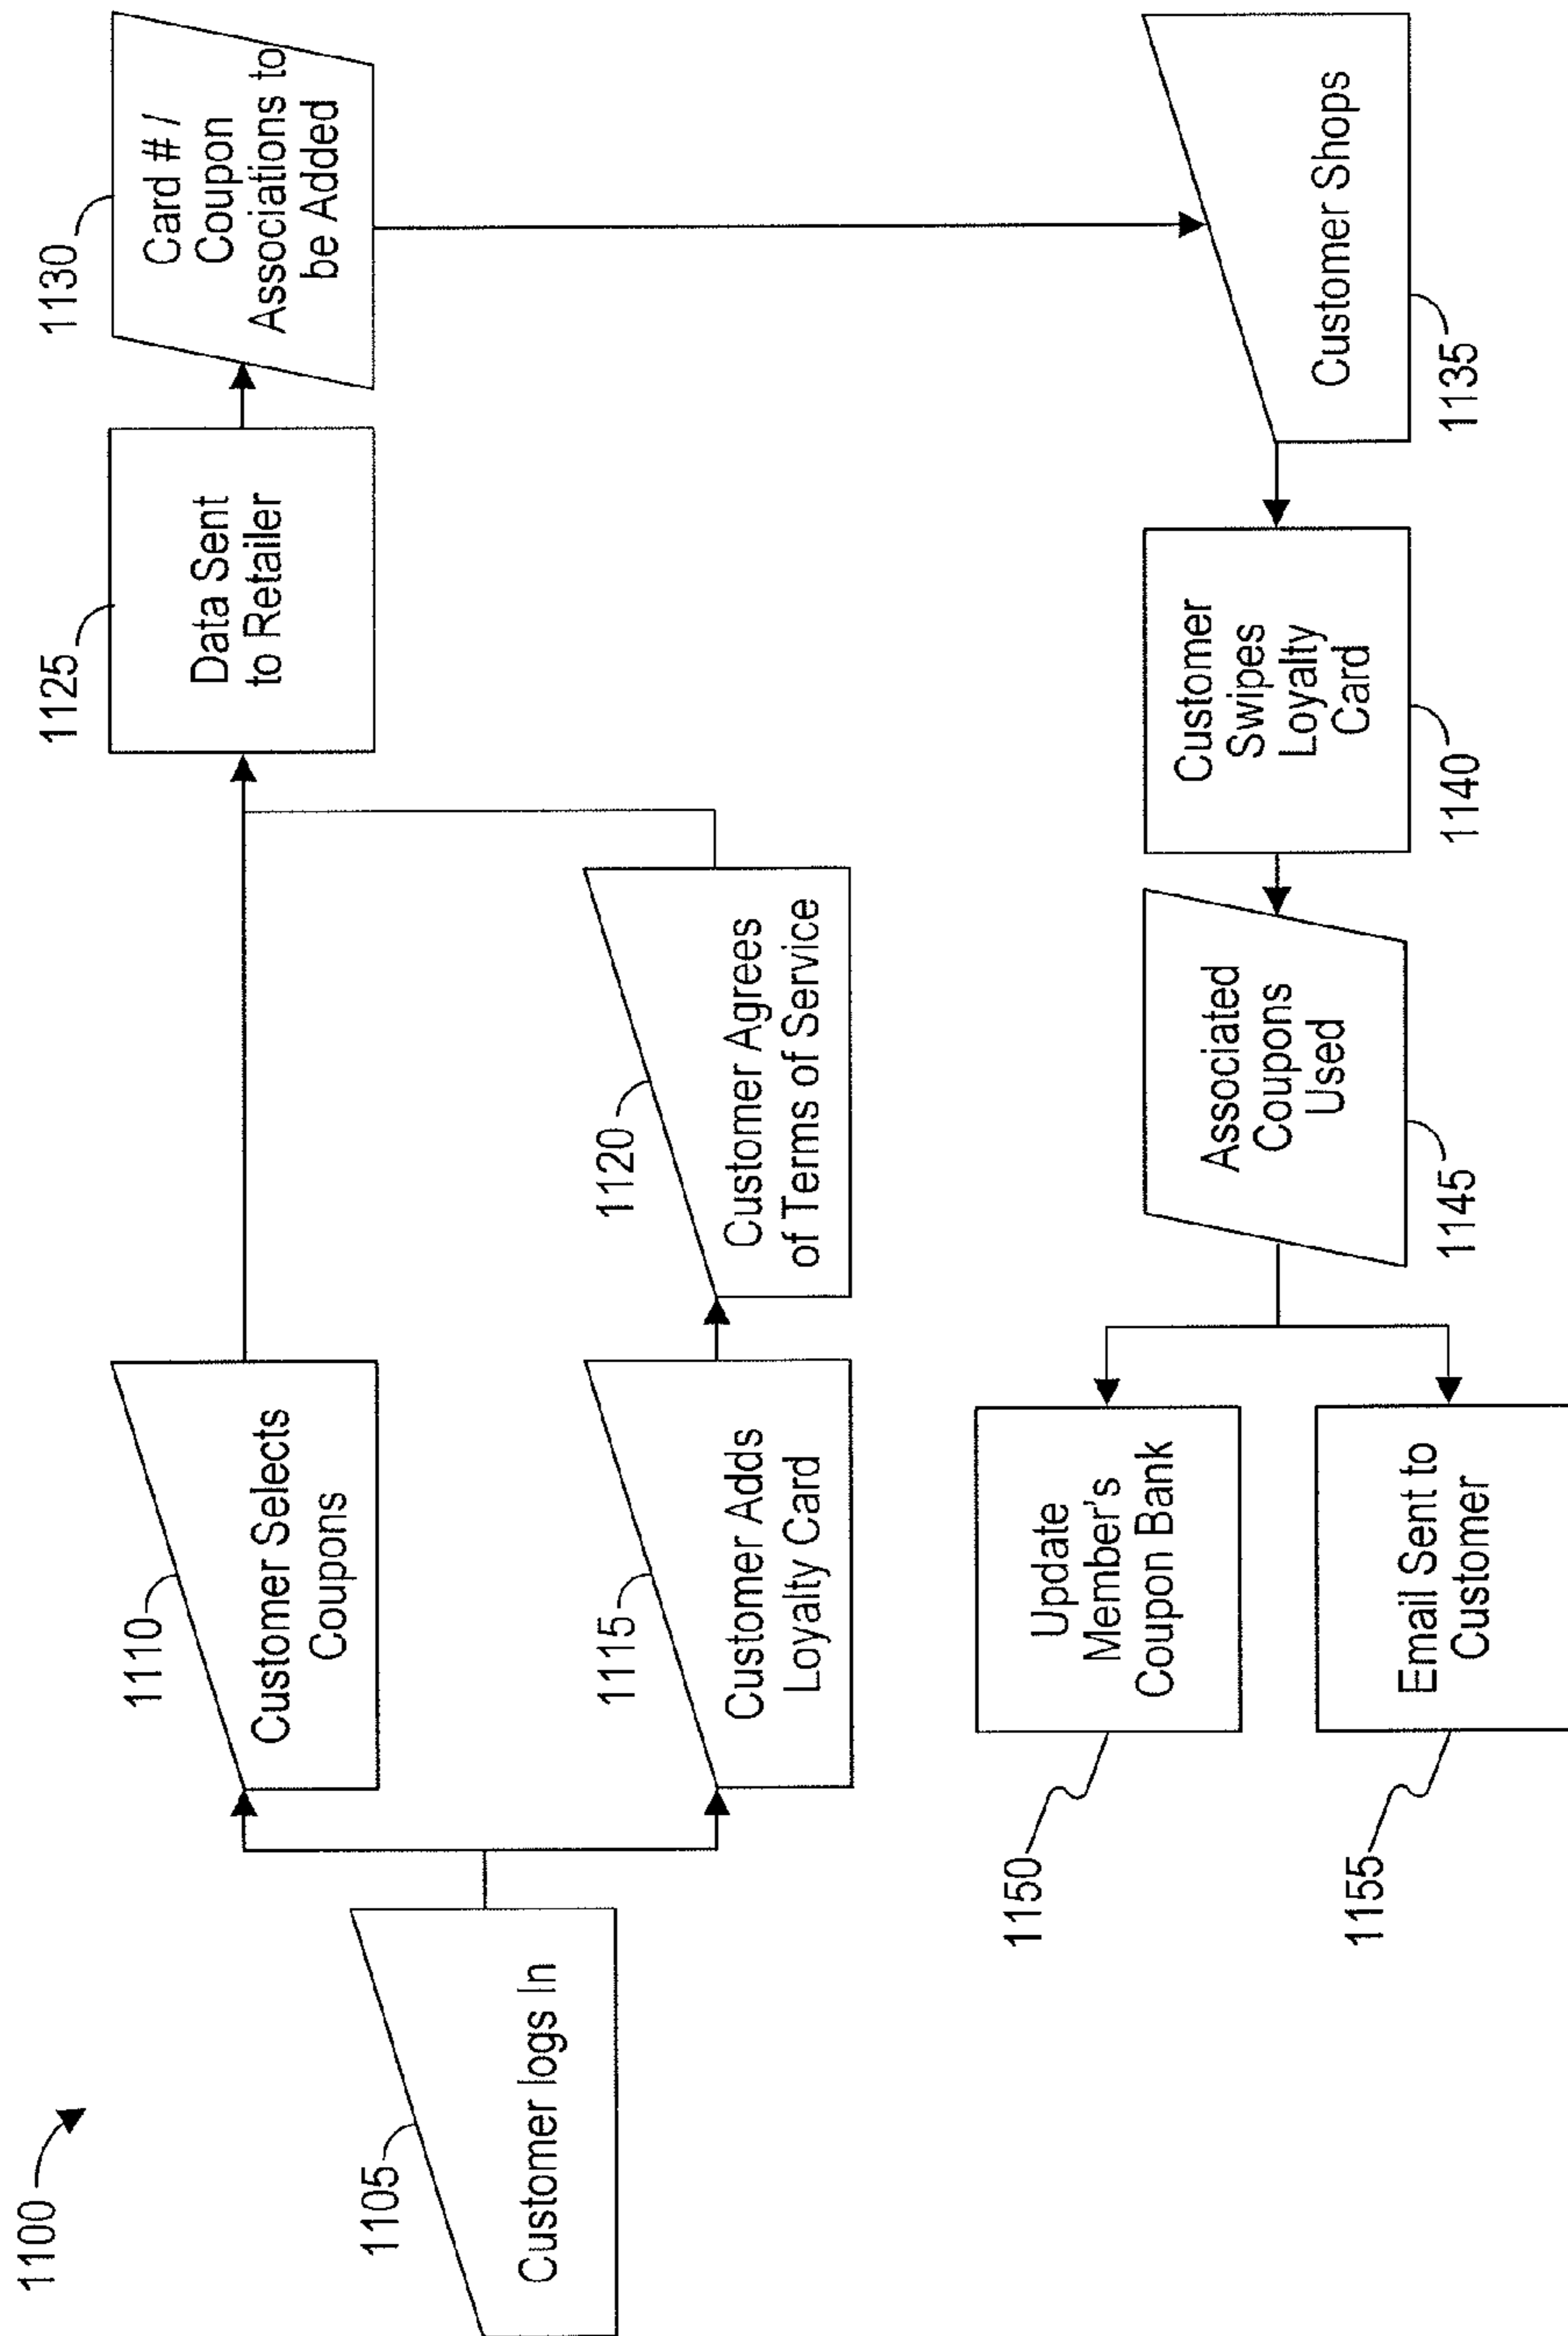 1100
1105
Customer logs In
1110
Customer Selects
Coupons
1115
Customer Adds
Loyalty Card
1120
Customer Agrees
of Terms of Service
1125
Data Sent
to Retailer
1130
Card # /
Coupon
Associations to
be Added
1135
Customer Shops
1140
Customer
Swipes
Loyalty
Card
1145
Associated
Coupons
Used
1150
Update
Member's
Coupon Bank
1155
Email Sent to
Customer